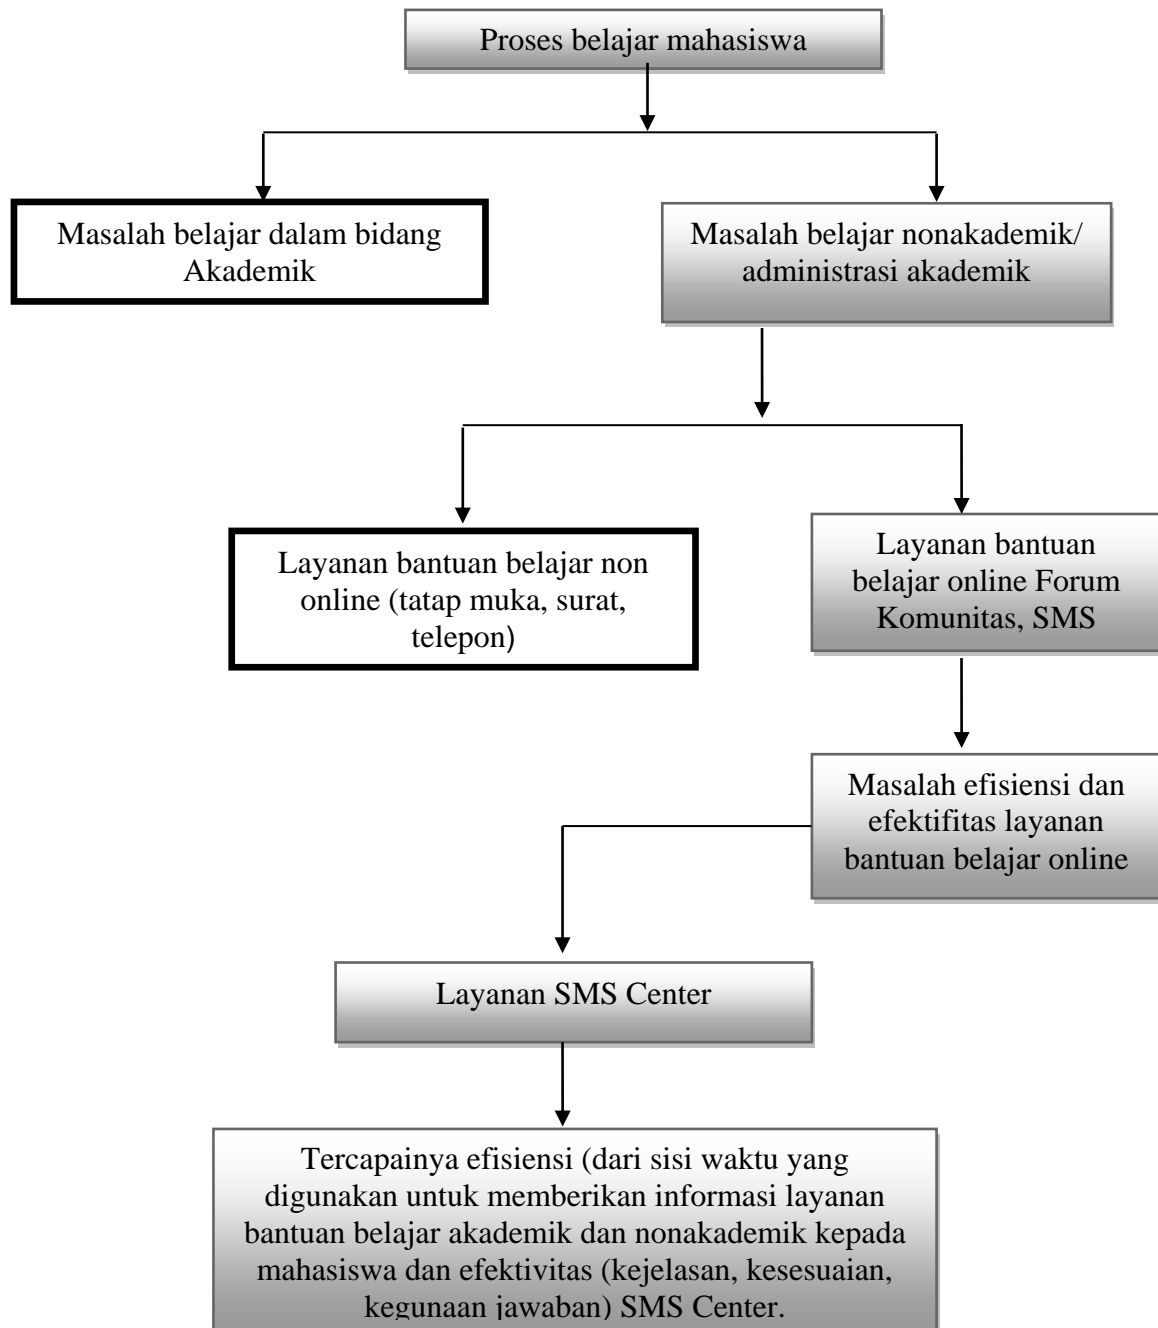 Proses belajar mahasiswa
Masalah belajar dalam bidang
Akademik
Masalah belajar nonakademik/
administrasi akademik
Layanan bantuan belajar non
online (tatap muka, surat,
telepon)
Layanan bantuan
belajar online Forum
Komunitas, SMS
Masalah efisiensi dan
efektifitas layanan
bantuan belajar online
Layanan SMS Center
Tercapainya efisiensi (dari sisi waktu yang
digunakan untuk memberikan informasi layanan
bantuan belajar akademik dan nonakademik kepada
mahasiswa dan efektivitas (kejelasan, kesesuaian,
kegunaan jawaban) SMS Center.